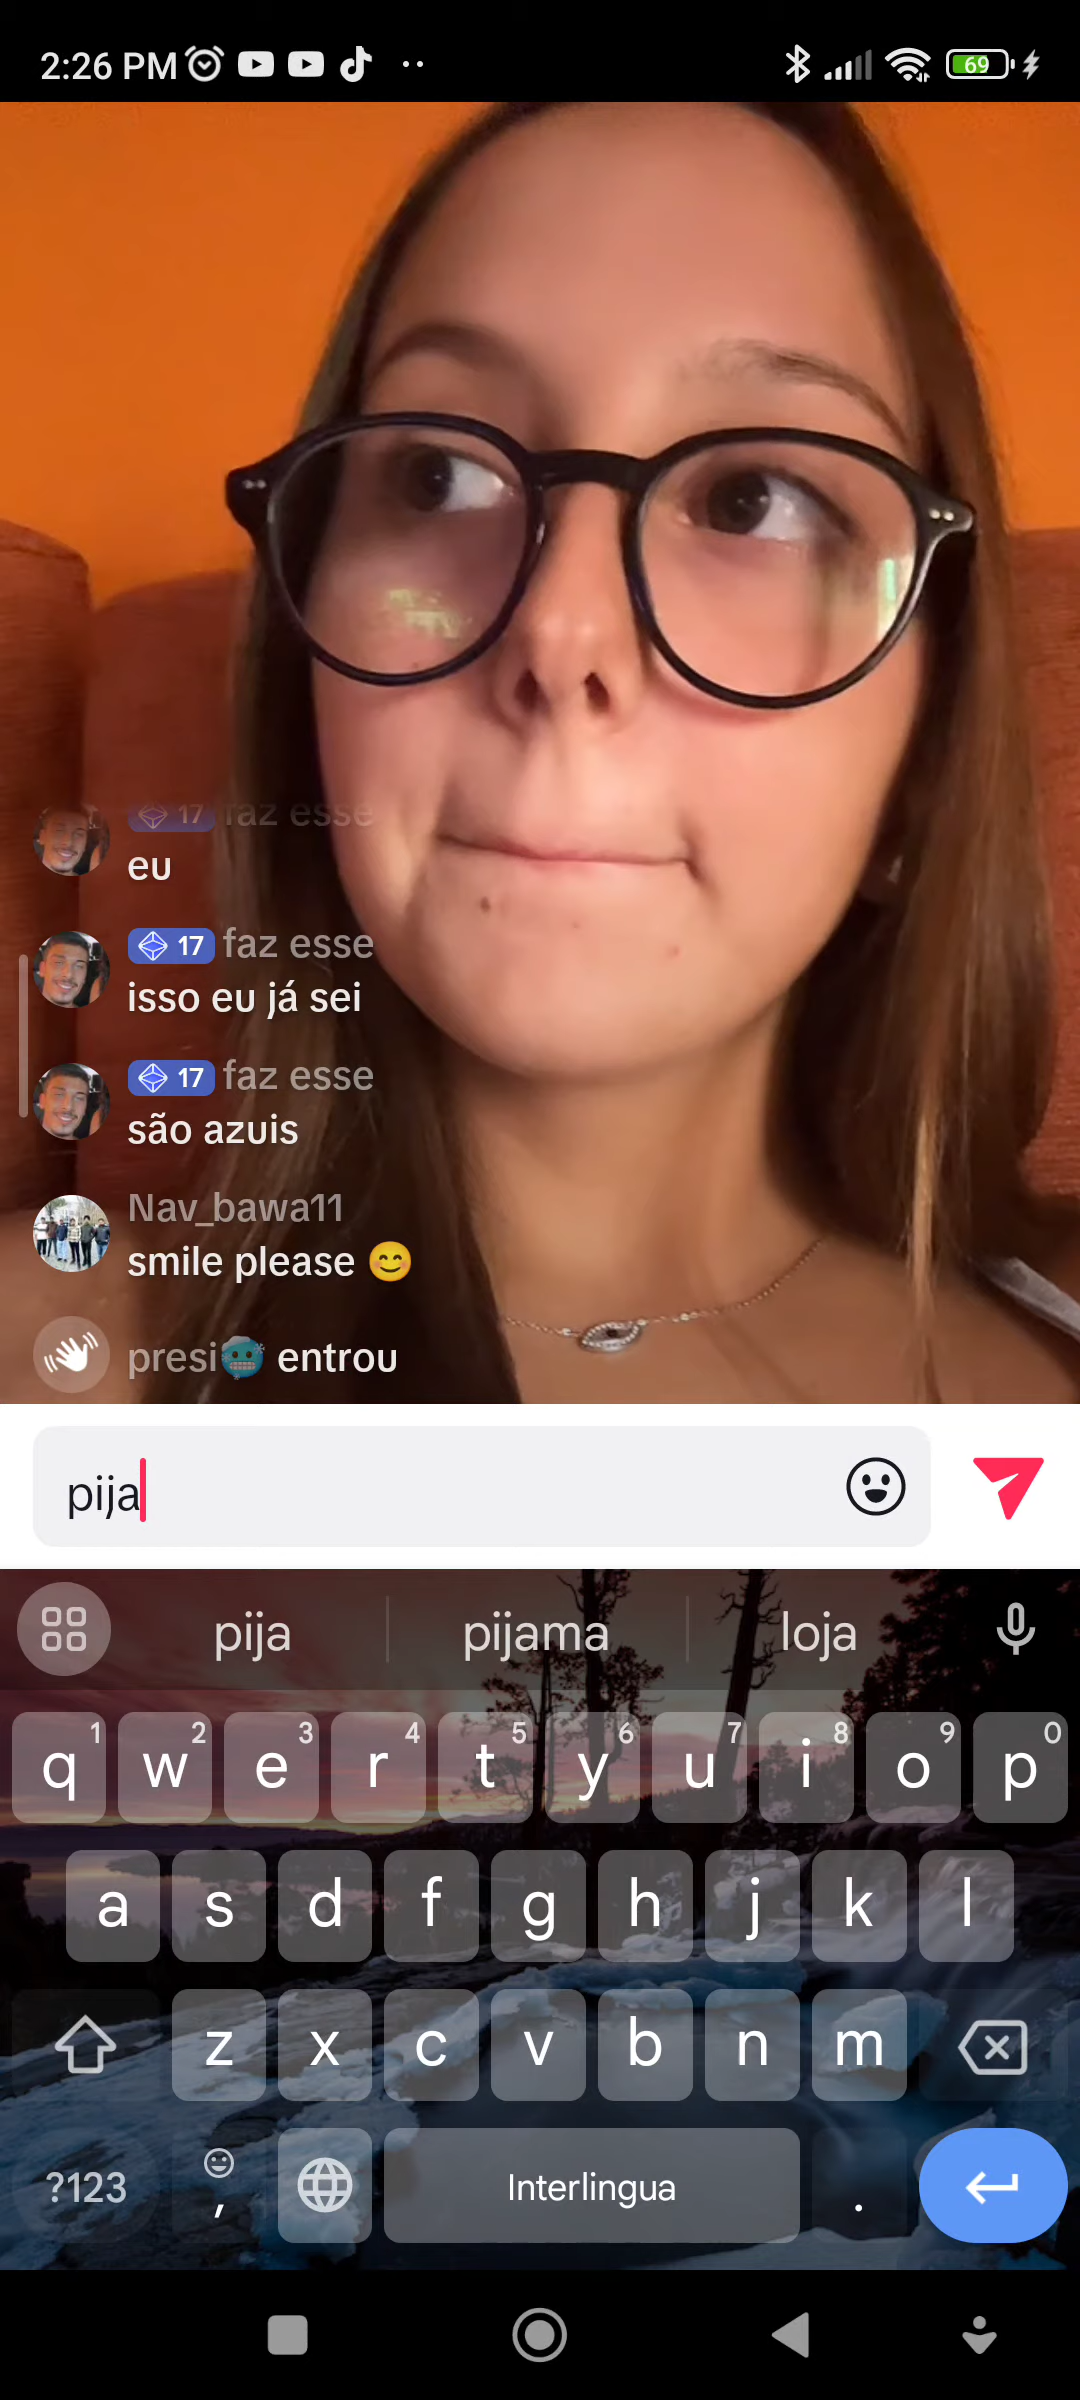 2:26 PM
69
17 faz esse
eu
17 faz esse
isso eu já sei
17 faz esse
são azuis
Nav_bawa11
smile please 😊
presi🥶 entrou
pija
pija pijama loja
1 2 3 4 5 6 7 8 9 0
q w e r t y u i o p
a s d f g h j k l
z x c v b n m
?123 , Interlingua .